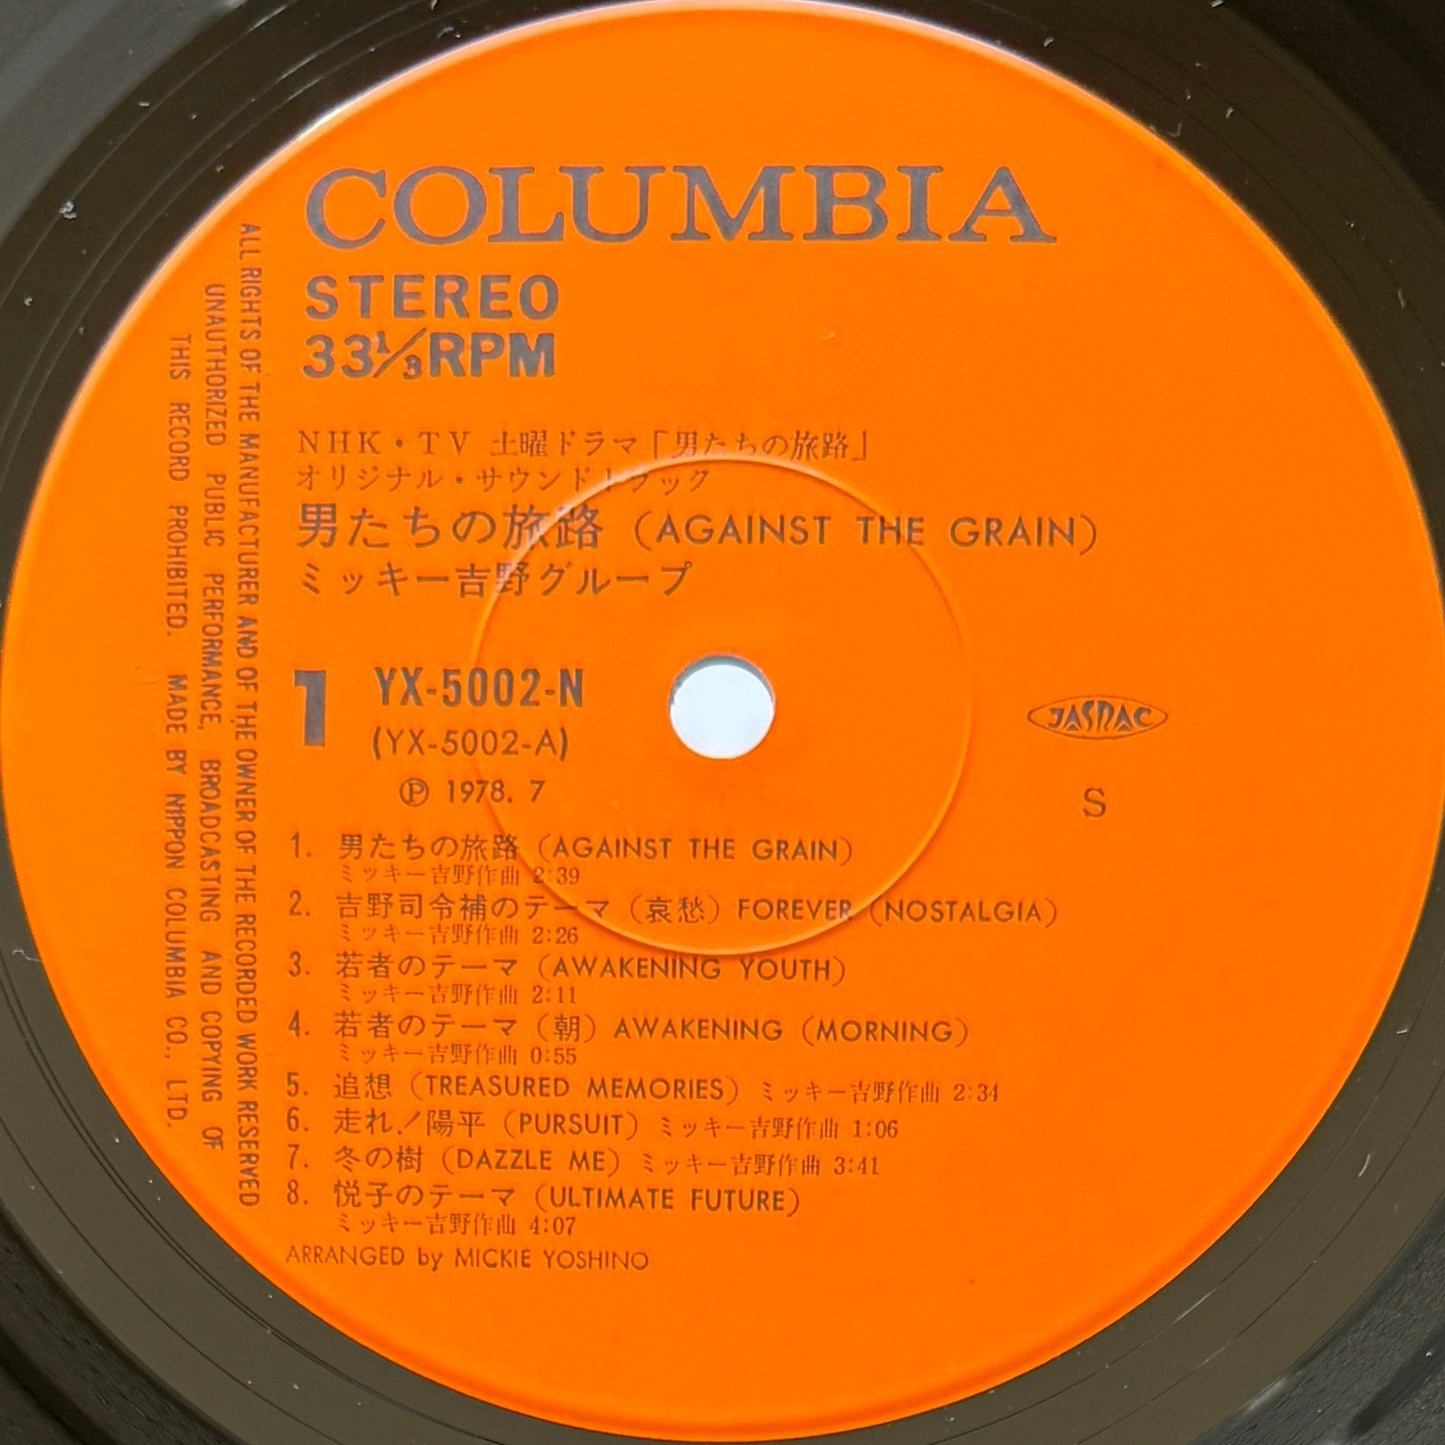 COLUMBIA
STEREO
33⅓RPM
NHK・TV 土曜ドラマ「男たちの旅路」
オリジナル・サウンドトラック
男たちの旅路 (AGAINST THE GRAIN)
ミッキー吉野グループ
1 YX-5002-N
(YX-5002-A)
Ⓟ 1978. 7
JASRAC
S
1. 男たちの旅路 (AGAINST THE GRAIN)
ミッキー吉野作曲 2:39
2. 吉野司令補のテーマ (哀愁) FOREVER (NOSTALGIA)
ミッキー吉野作曲 2:26
3. 若者のテーマ (AWAKENING YOUTH)
ミッキー吉野作曲 2:11
4. 若者のテーマ (朝) AWAKENING (MORNING)
ミッキー吉野作曲 0:55
5. 追想 (TREASURED MEMORIES) ミッキー吉野作曲 2:34
6. 走れ!陽平 (PURSUIT) ミッキー吉野作曲 1:06
7. 冬の樹 (DAZZLE ME) ミッキー吉野作曲 3:41
8. 悦子のテーマ (ULTIMATE FUTURE)
ミッキー吉野作曲 4:07
ARRANGED by MICKIE YOSHINO
ALL RIGHTS OF THE MANUFACTURER AND OF THE OWNER OF THE RECORDED WORK RESERVED
UNAUTHORIZED PUBLIC PERFORMANCE, BROADCASTING AND COPYING OF
THIS RECORD PROHIBITED. MADE BY NIPPON COLUMBIA CO., LTD.